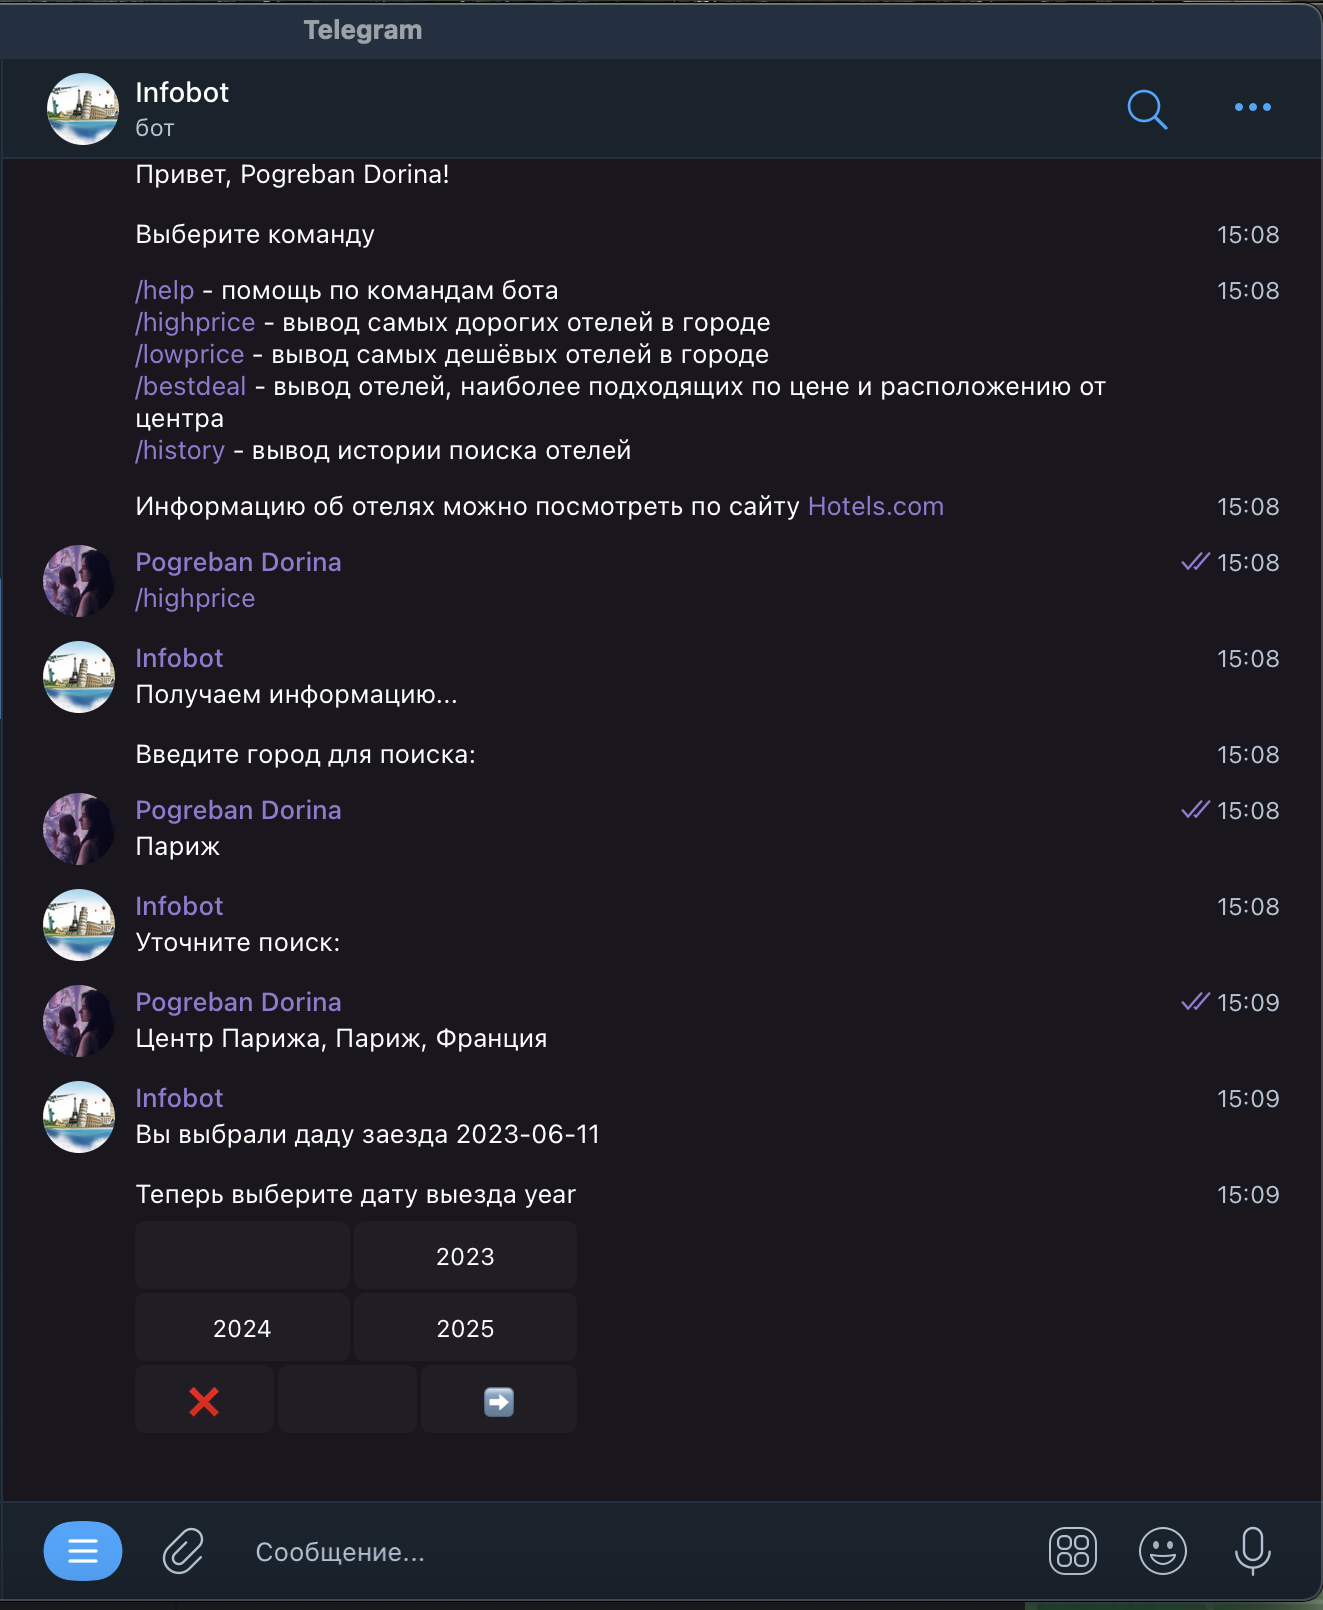 Telegram
Infobot
бот
Привет, Pogreban Dorina!
Выберите команду
15:08
/help - помощь по командам бота
15:08
/highprice - вывод самых дорогих отелей в городе
/lowprice - вывод самых дешёвых отелей в городе
/bestdeal - вывод отелей, наиболее подходящих по цене и расположению от
центра
/history - вывод истории поиска отелей
Информацию об отелях можно посмотреть по сайту Hotels.com
15:08
Pogreban Dorina
15:08
/highprice
Infobot
15:08
Получаем информацию...
Введите город для поиска:
15:08
Pogreban Dorina
15:08
Париж
Infobot
15:08
Уточните поиск:
Pogreban Dorina
15:09
Центр Парижа, Париж, Франция
Infobot
15:09
Вы выбрали даду заезда 2023-06-11
Теперь выберите дату выезда year
15:09
2023
2024
2025
Сообщение...